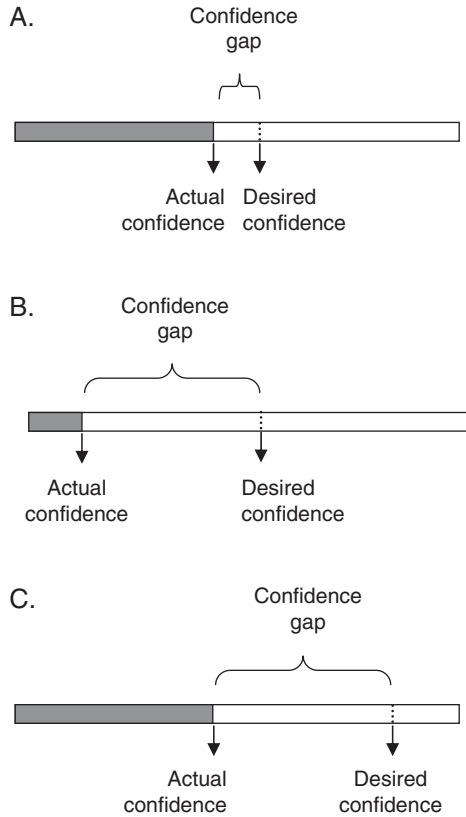 A.
Confidence
gap
Actual Desired
confidence confidence
B.
Confidence
gap
Actual Desired
confidence confidence
C.
Confidence
gap
Actual Desired
confidence confidence